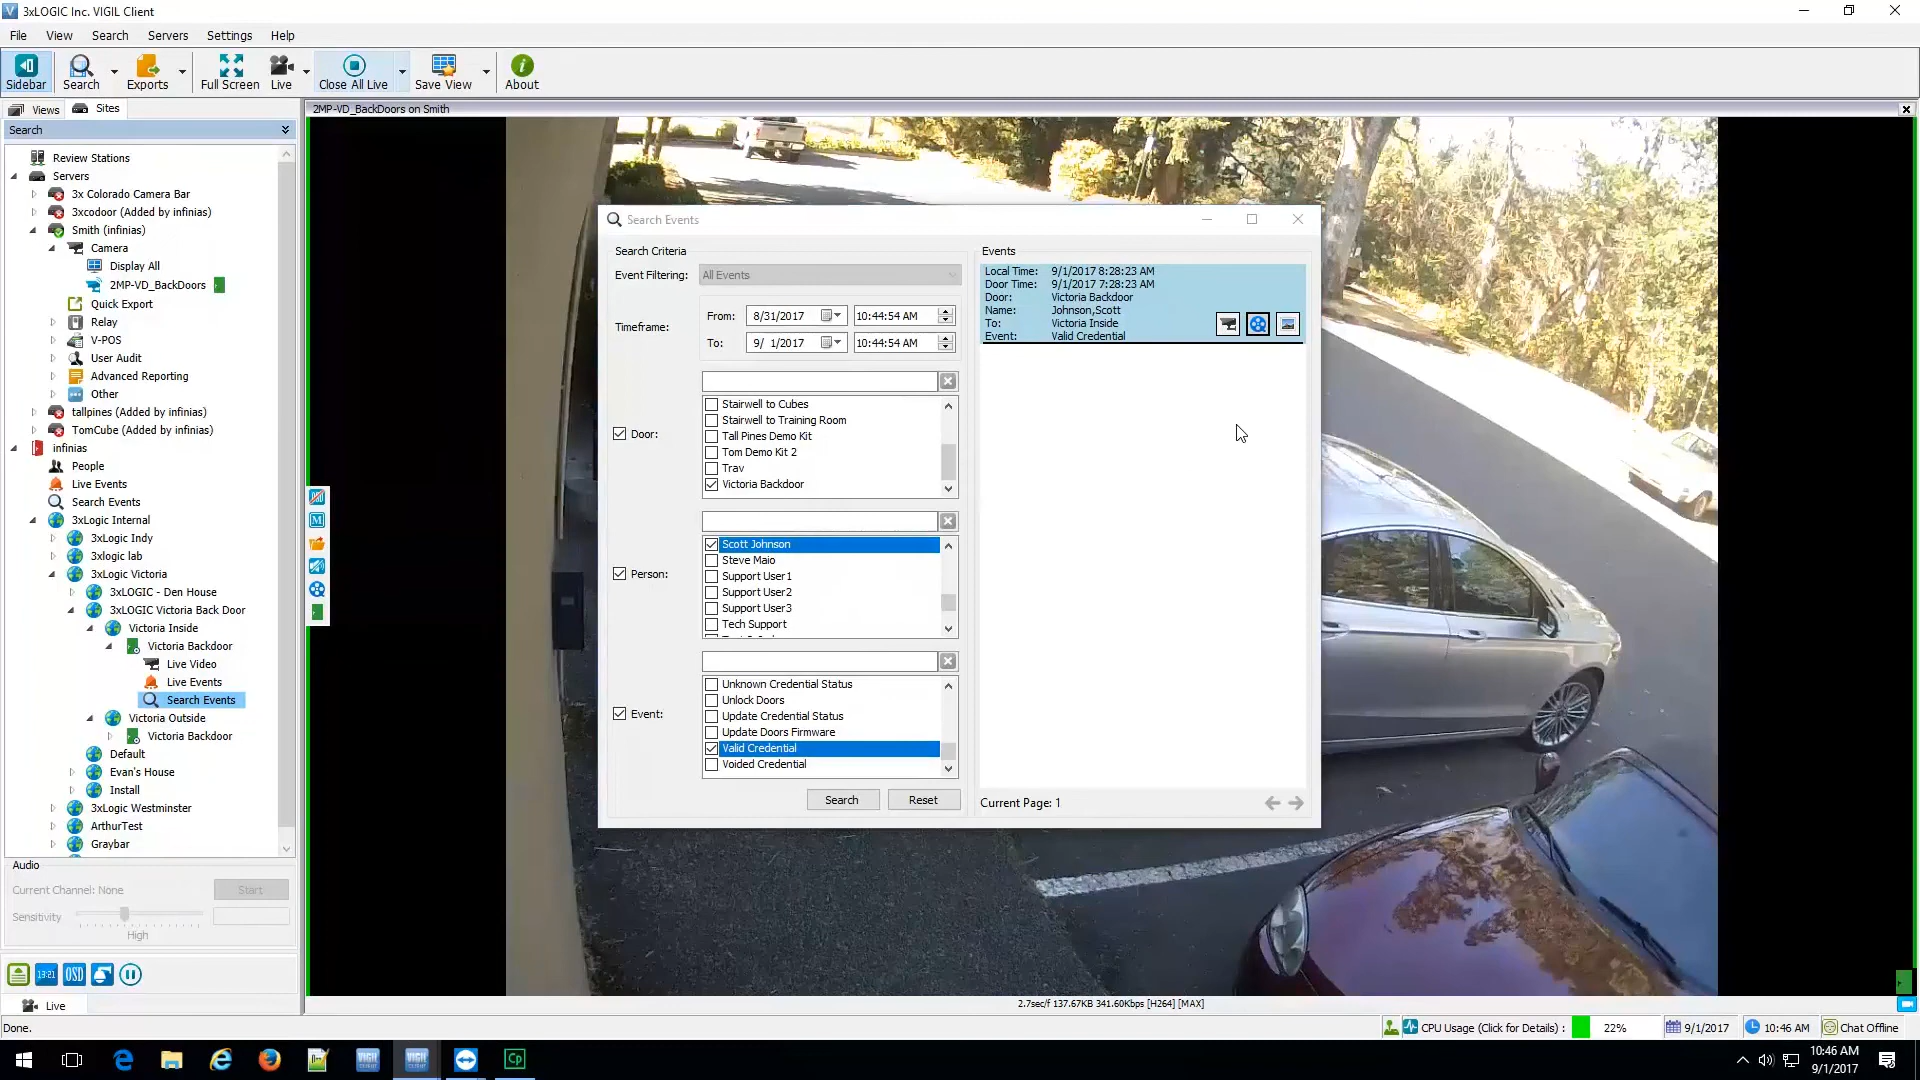 3xLOGIC Inc. VIGIL Client
File View Search Servers Settings Help
Sidebar Search Exports Full Screen Live Close All Live Save View About
Views Sites
2MP-VD_BackDoors on Smith
Search
Review Stations
Servers
3x Colorado Camera Bar
3xcodoor (Added by infinias)
Smith (infinias)
Camera
Display All
2MP-VD_BackDoors
Quick Export
Relay
V-POS
User Audit
Advanced Reporting
Other
tallpines (Added by infinias)
TomCube (Added by infinias)
infinias
People
Live Events
Search Events
3xLogic Internal
3xLogic Indy
3xlogic lab
3xLogic Victoria
3xLOGIC - Den House
3xLOGIC Victoria Back Door
Victoria Inside
Victoria Backdoor
Live Video
Live Events
Search Events
Victoria Outside
Victoria Backdoor
Default
Evan's House
Install
3xLogic Westminster
ArthurTest
Graybar
Audio
Current Channel: None Start
Sensitivity
High
13:21 OSD
Live
Search Events
Search Criteria
Event Filtering: All Events
Timeframe:
From: 8/31/2017 10:44:54 AM
To: 9/ 1/2017 10:44:54 AM
Door:
Stairwell to Cubes
Stairwell to Training Room
Tall Pines Demo Kit
Tom Demo Kit 2
Trav
Victoria Backdoor
Person:
Scott Johnson
Steve Maio
Support User1
Support User2
Support User3
Tech Support
Event:
Unknown Credential Status
Unlock Doors
Update Credential Status
Update Doors Firmware
Valid Credential
Voided Credential
Search Reset
Events
Local Time: 9/1/2017 8:28:23 AM
Door Time: 9/1/2017 7:28:23 AM
Door: Victoria Backdoor
Name: Johnson,Scott
To: Victoria Inside
Event: Valid Credential
Current Page: 1
2.7sec/f 137.67KB 341.60Kbps [H264] [MAX]
Done. CPU Usage (Click for Details) : 22% 9/1/2017 10:46 AM Chat Offline
VIGIL VIGIL CLIENT Cp
10:46 AM
9/1/2017